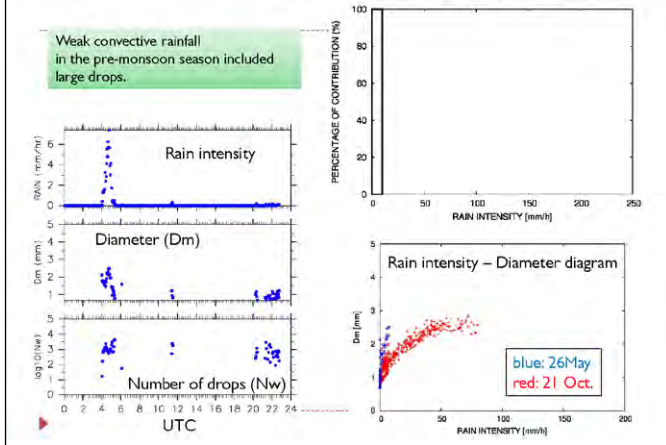 Weak convective rainfall
in the pre-monsoon season included
large drops.
RAIN (mm/hr)
6
4
2
0
Rain intensity
Dm (mm)
4
3
2
1
Diameter (Dm)
log10(Nw)
5
4
3
2
1
0
Number of drops (Nw)
0 2 4 6 8 10 12 14 16 18 20 22 24
UTC
PERCENTAGE OF CONTRIBUTION [%]
100
80
60
40
20
0
0 50 100 150 200 250
RAIN INTENSITY [mm/h]
Dm [mm]
5
4
3
2
1
0
Rain intensity – Diameter diagram
blue: 26May
red: 21 Oct.
0 50 100 150 200
RAIN INTENSITY [mm/h]